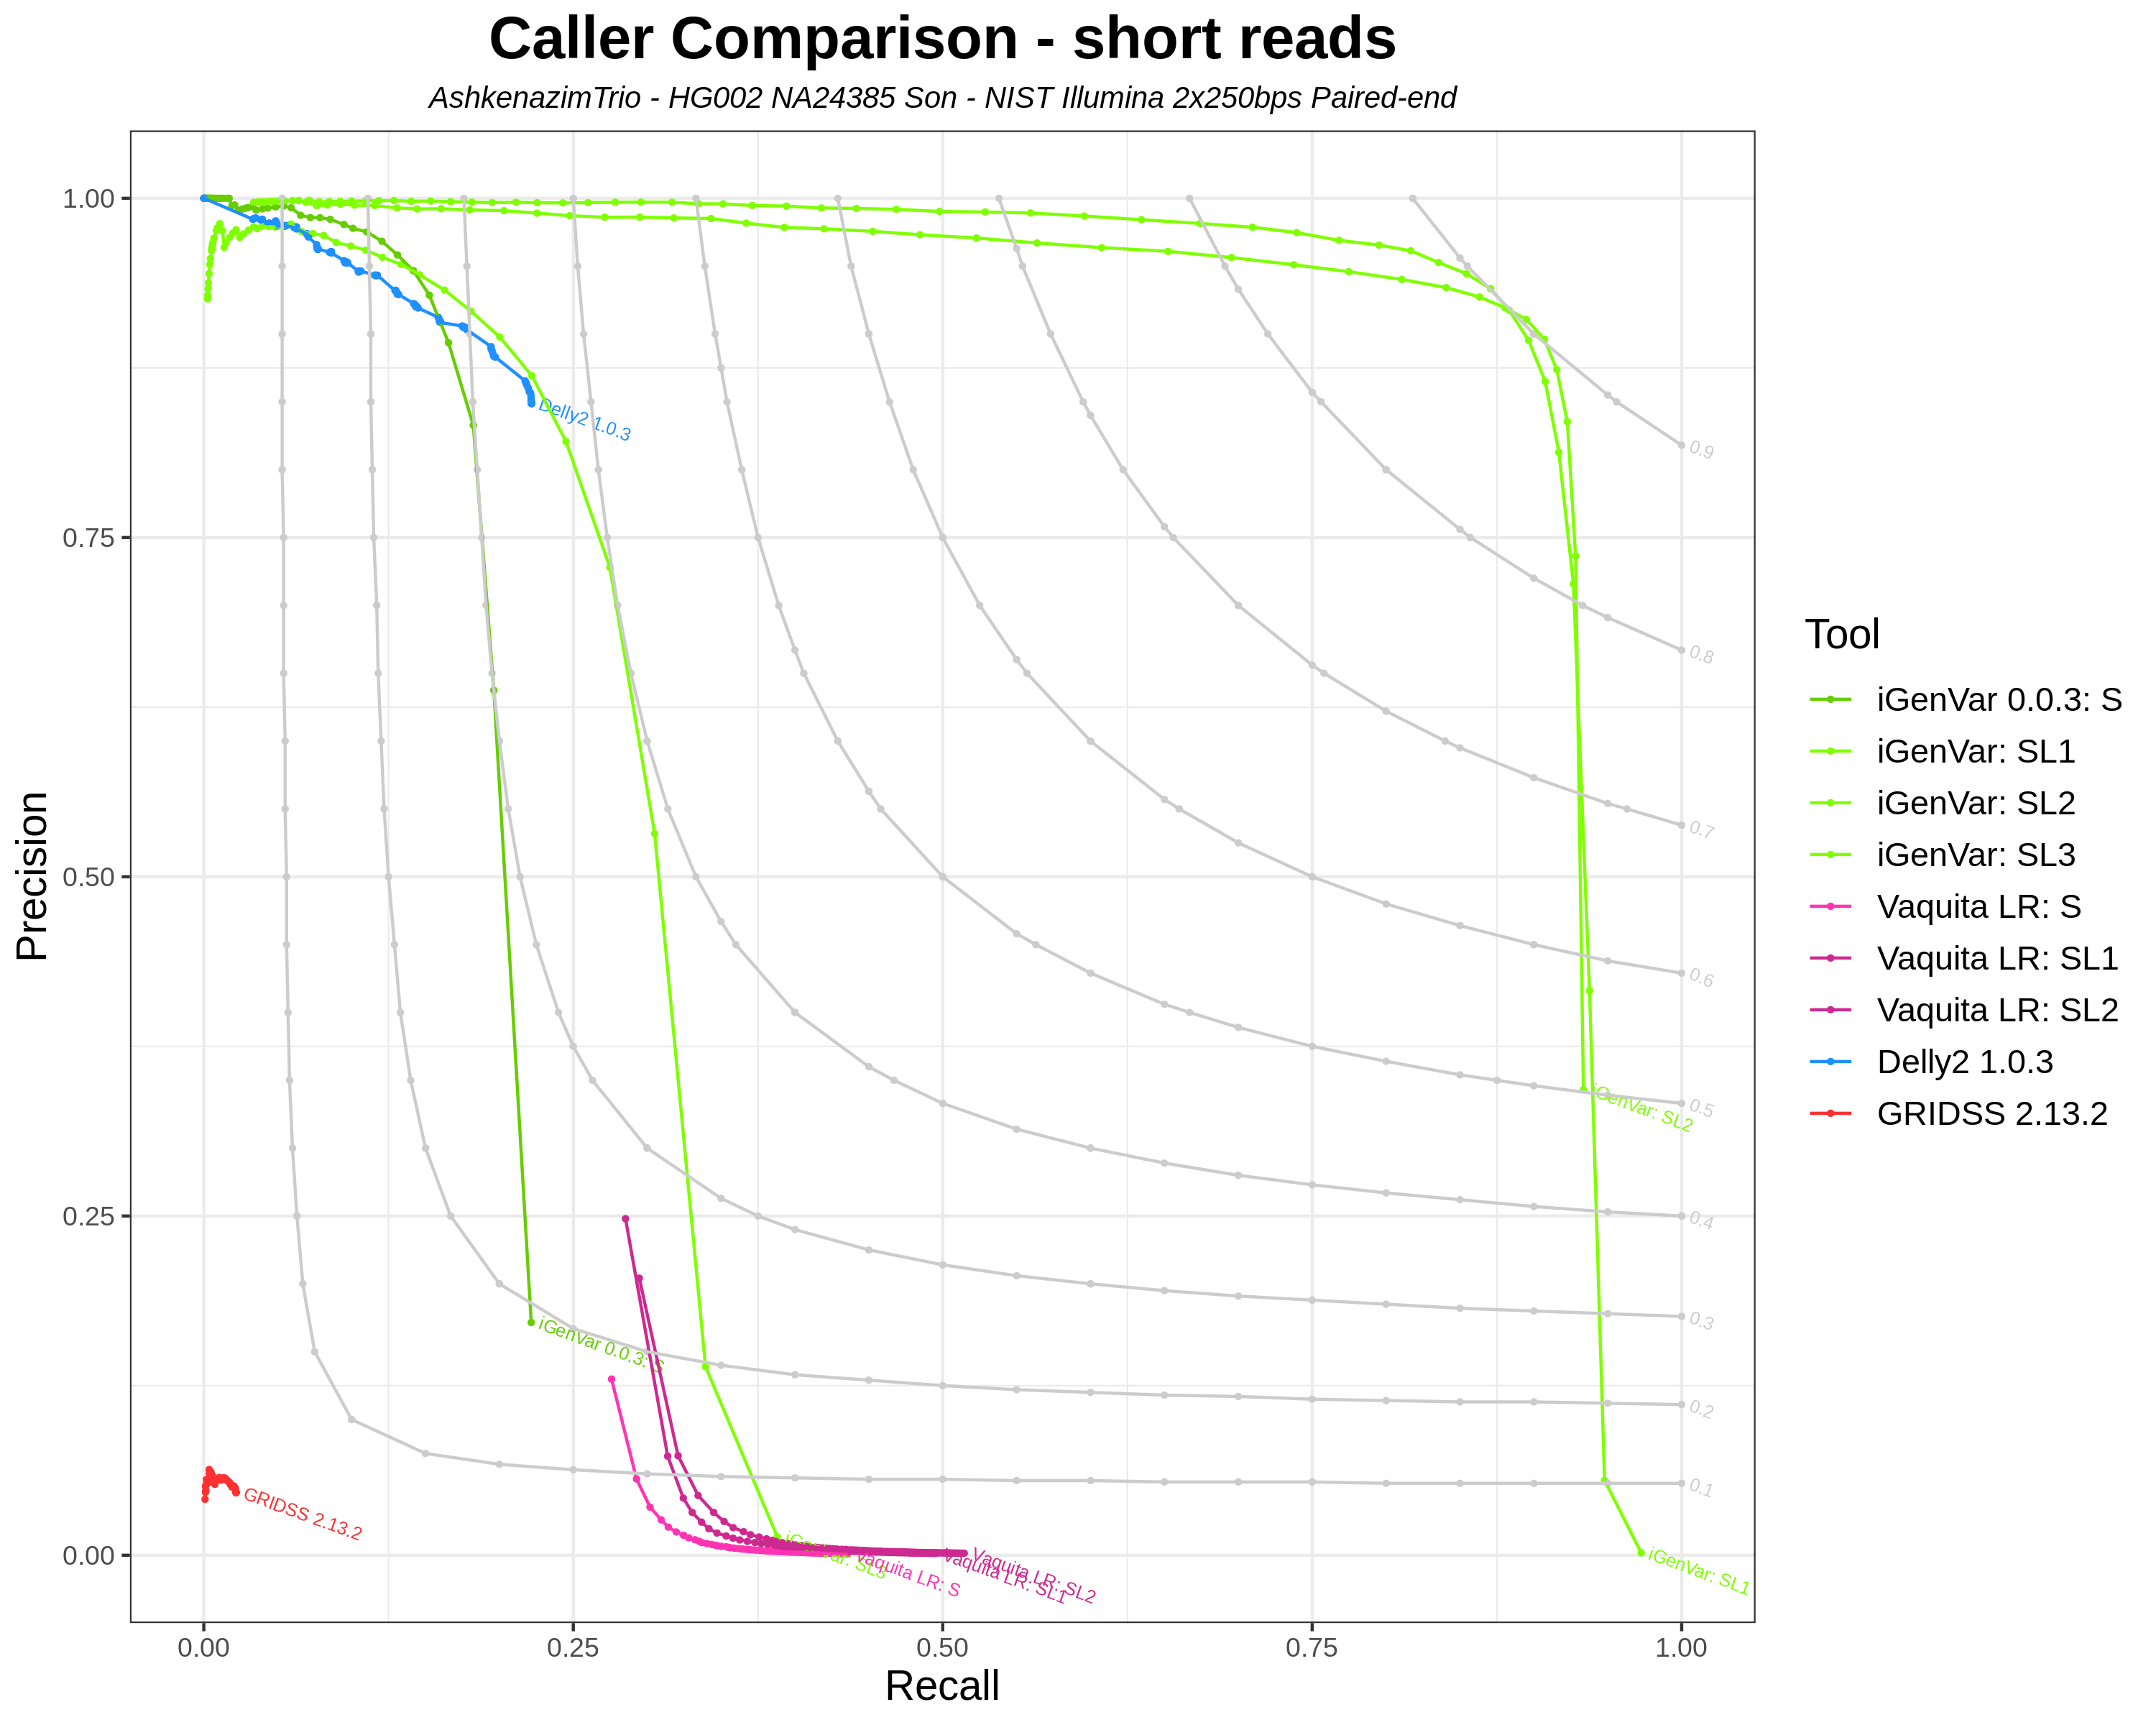 Caller Comparison - short reads
AshkenazimTrio - HG002 NA24385 Son - NIST Illumina 2x250bps Paired-end
Precision
1.00
0.75
0.50
0.25
0.00
0.00
0.25
0.50
0.75
1.00
Recall
Delly2 1.0.3
iGenVar 0.0.3: S
GRIDSS 2.13.2
iGenVar: SL3
Vaquita LR: S
Vaquita LR: SL1
Vaquita LR: SL2
iGenVar: SL2
iGenVar: SL1
0.9
0.8
0.7
0.6
0.5
0.4
0.3
0.2
0.1
Tool
iGenVar 0.0.3: S
iGenVar: SL1
iGenVar: SL2
iGenVar: SL3
Vaquita LR: S
Vaquita LR: SL1
Vaquita LR: SL2
Delly2 1.0.3
GRIDSS 2.13.2